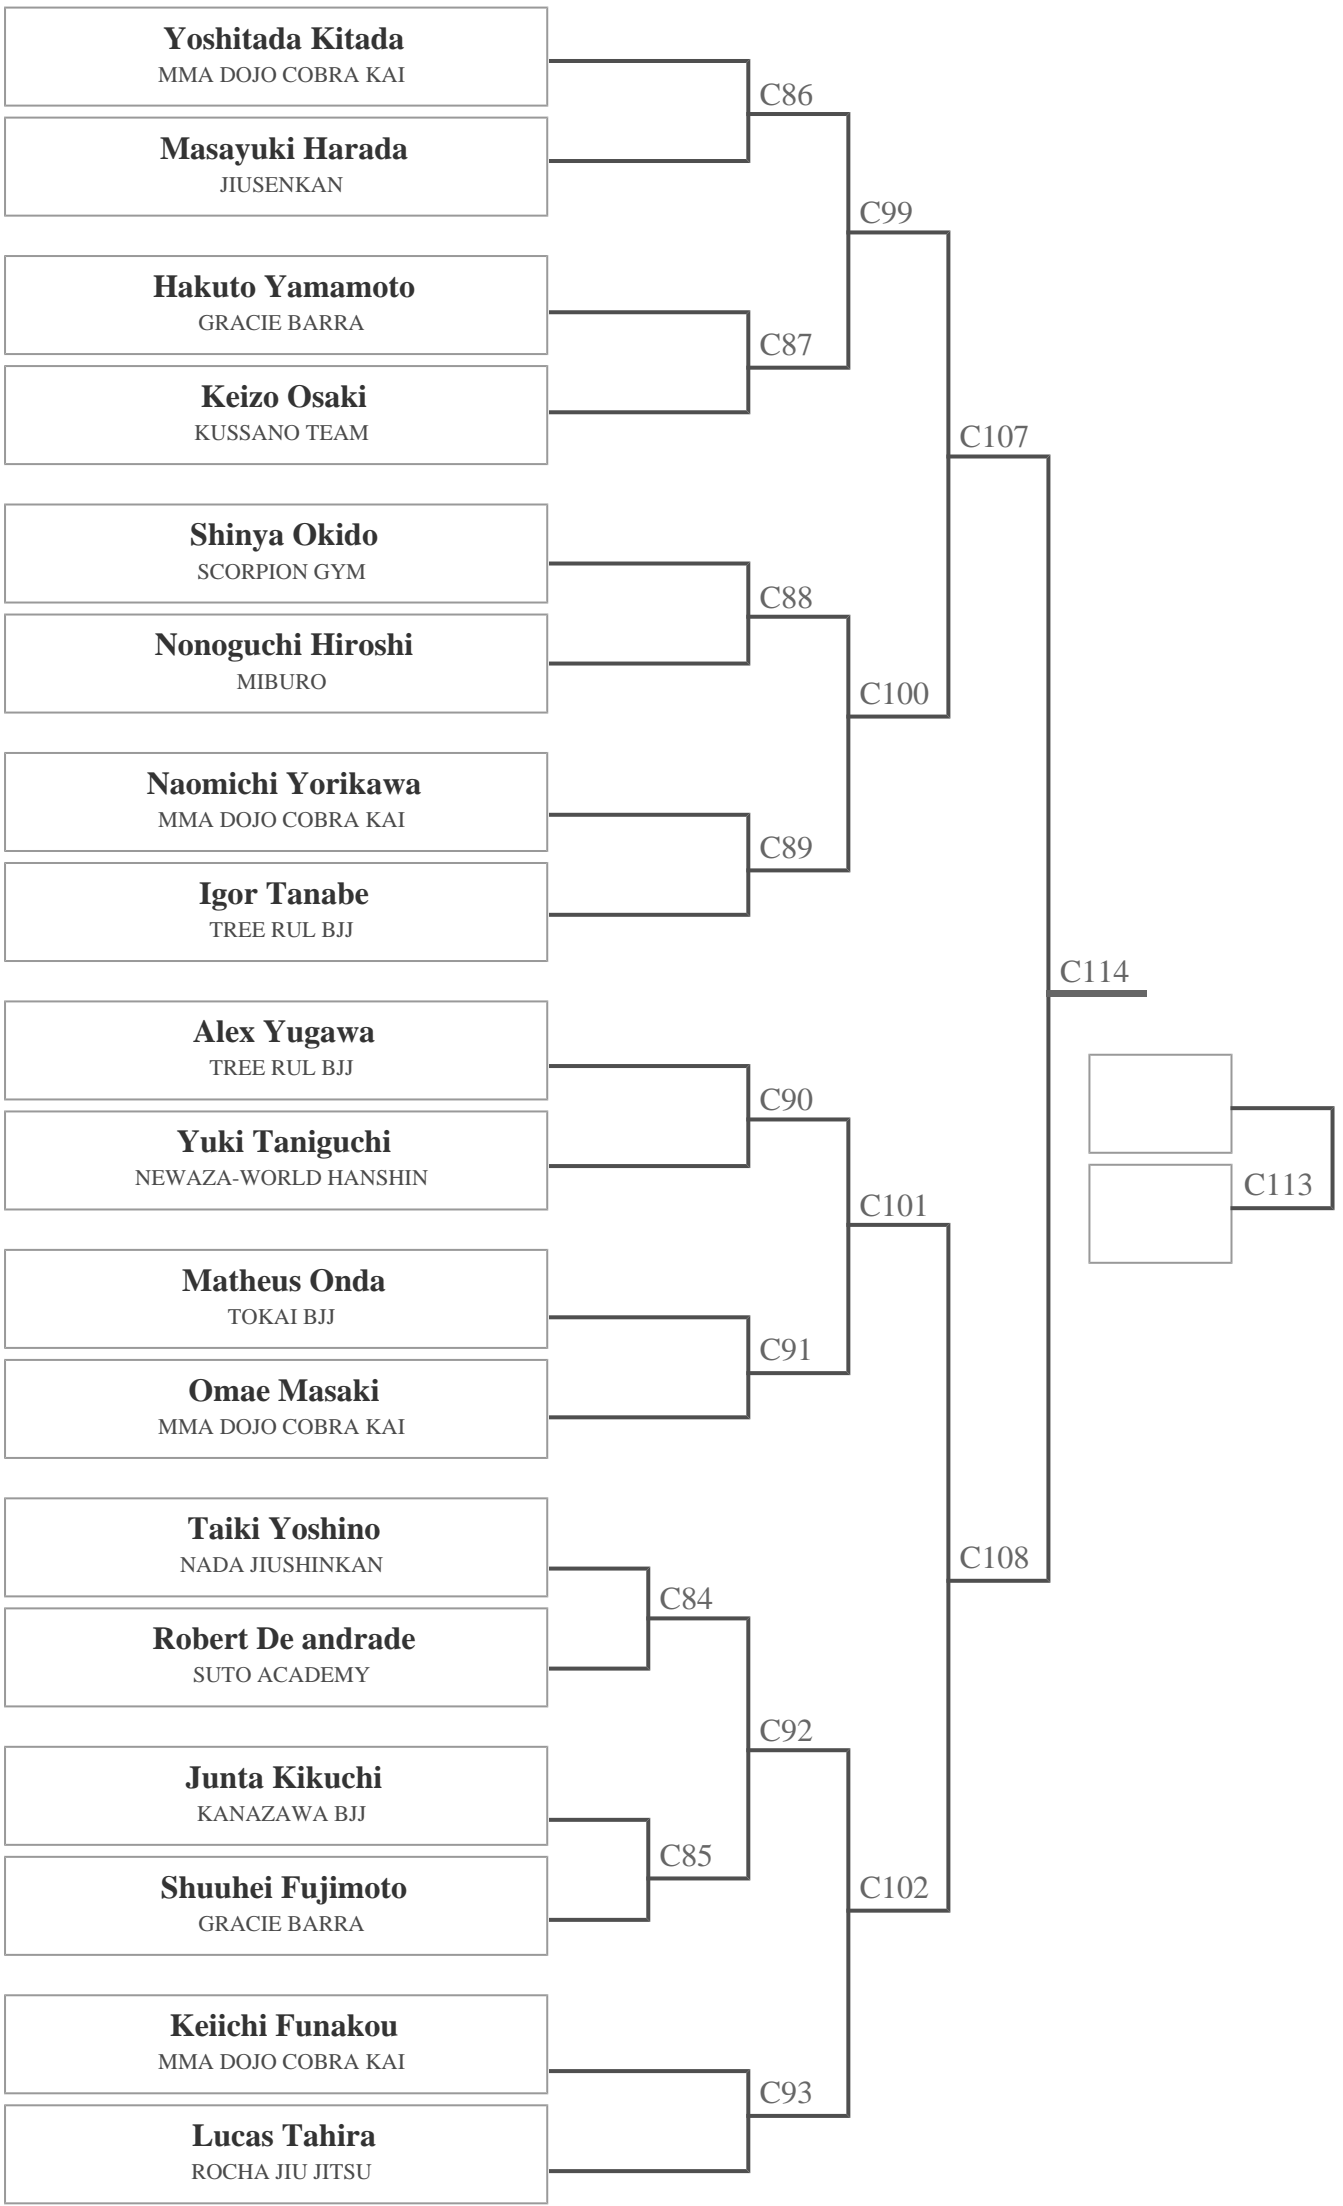 Yoshitada Kitada
MMA DOJO COBRA KAI
C86
Masayuki Harada
JIUSENKAN
C99
Hakuto Yamamoto
GRACIE BARRA
C87
Keizo Osaki
KUSSANO TEAM
C107
Shinya Okido
SCORPION GYM
C88
Nonoguchi Hiroshi
MIBURO
C100
Naomichi Yorikawa
MMA DOJO COBRA KAI
C89
Igor Tanabe
TREE RUL BJJ
C114
Alex Yugawa
TREE RUL BJJ
C90
Yuki Taniguchi
NEWAZA-WORLD HANSHIN
C113
C101
Matheus Onda
TOKAI BJJ
C91
Omae Masaki
MMA DOJO COBRA KAI
Taiki Yoshino
NADA JIUSHINKAN
C108
C84
Robert De andrade
SUTO ACADEMY
C92
Junta Kikuchi
KANAZAWA BJJ
C85
Shuuhei Fujimoto
GRACIE BARRA
C102
Keiichi Funakou
MMA DOJO COBRA KAI
C93
Lucas Tahira
ROCHA JIU JITSU